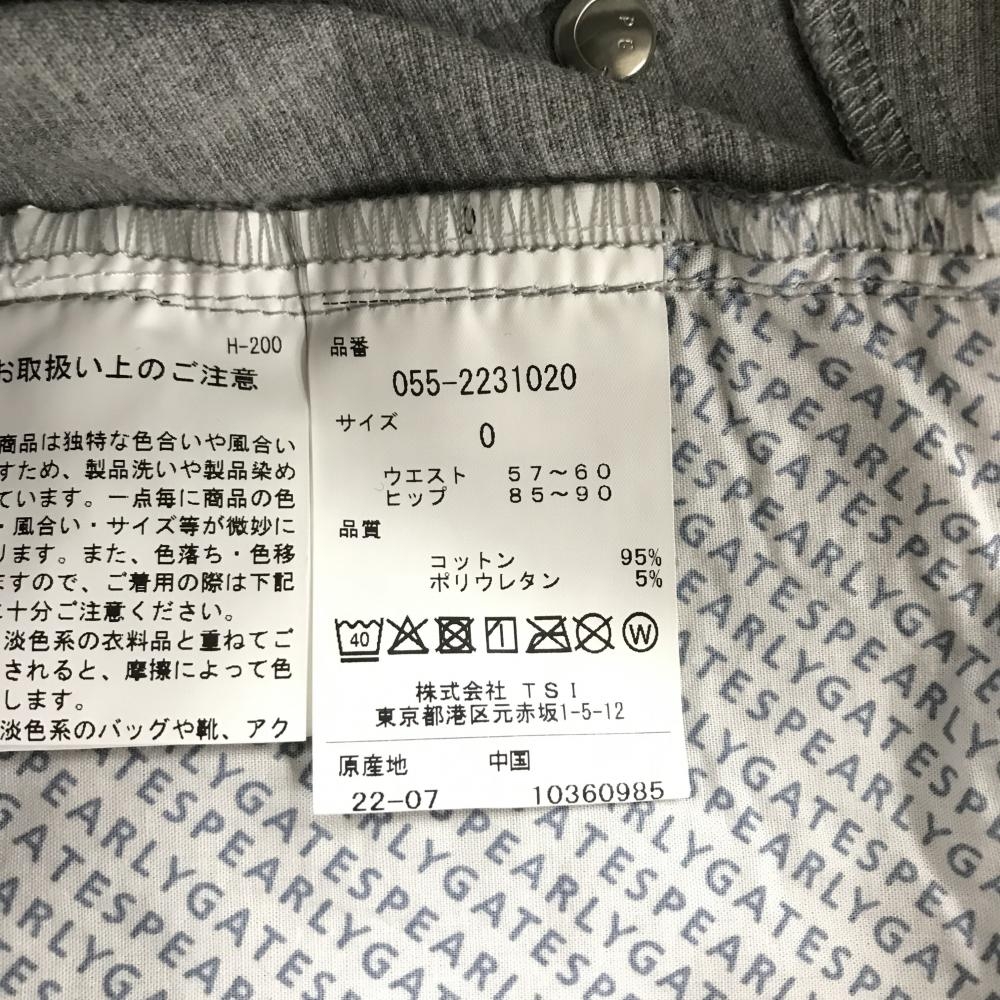 PG
H-200
お取扱い上のご注意
商品は独特な色合いや風合い
すため、製品洗いや製品染め
ています。一点毎に商品の色
・風合い・サイズ等が微妙に
ります。また、色落ち・色移
ますので、ご着用の際は下記
に十分ご注意ください。
淡色系の衣料品と重ねてご
されると、摩擦によって色
します。
淡色系のバッグや靴、アク
品番
055-2231020
サイズ
0
ウエスト 57～60
ヒップ 85～90
品質
コットン 95%
ポリウレタン 5%
40
W
株式会社 TSI
東京都港区元赤坂1-5-12
原産地 中国
22-07 10360985
PEARLYGATES
PEARLYGATES
PEARLYGATES
PEARLYGATES
PEARLYGATES
PEARLYGATES